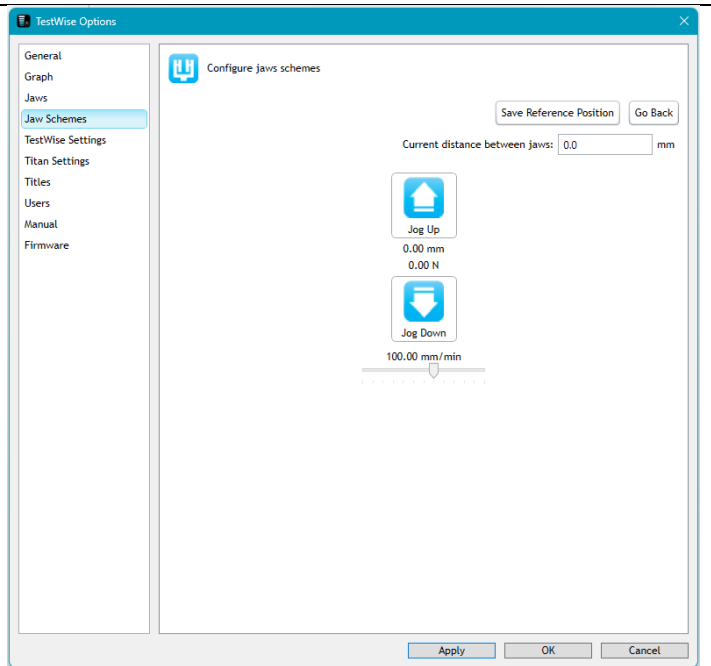 TestWise Options
General
Graph
Jaws
Jaw Schemes
TestWise Settings
Titan Settings
Titles
Users
Manual
Firmware
Configure jaws schemes
Save Reference Position
Go Back
Current distance between jaws: 0.0 mm
Jog Up
0.00 mm
0.00 N
Jog Down
100.00 mm/min
Apply
OK
Cancel